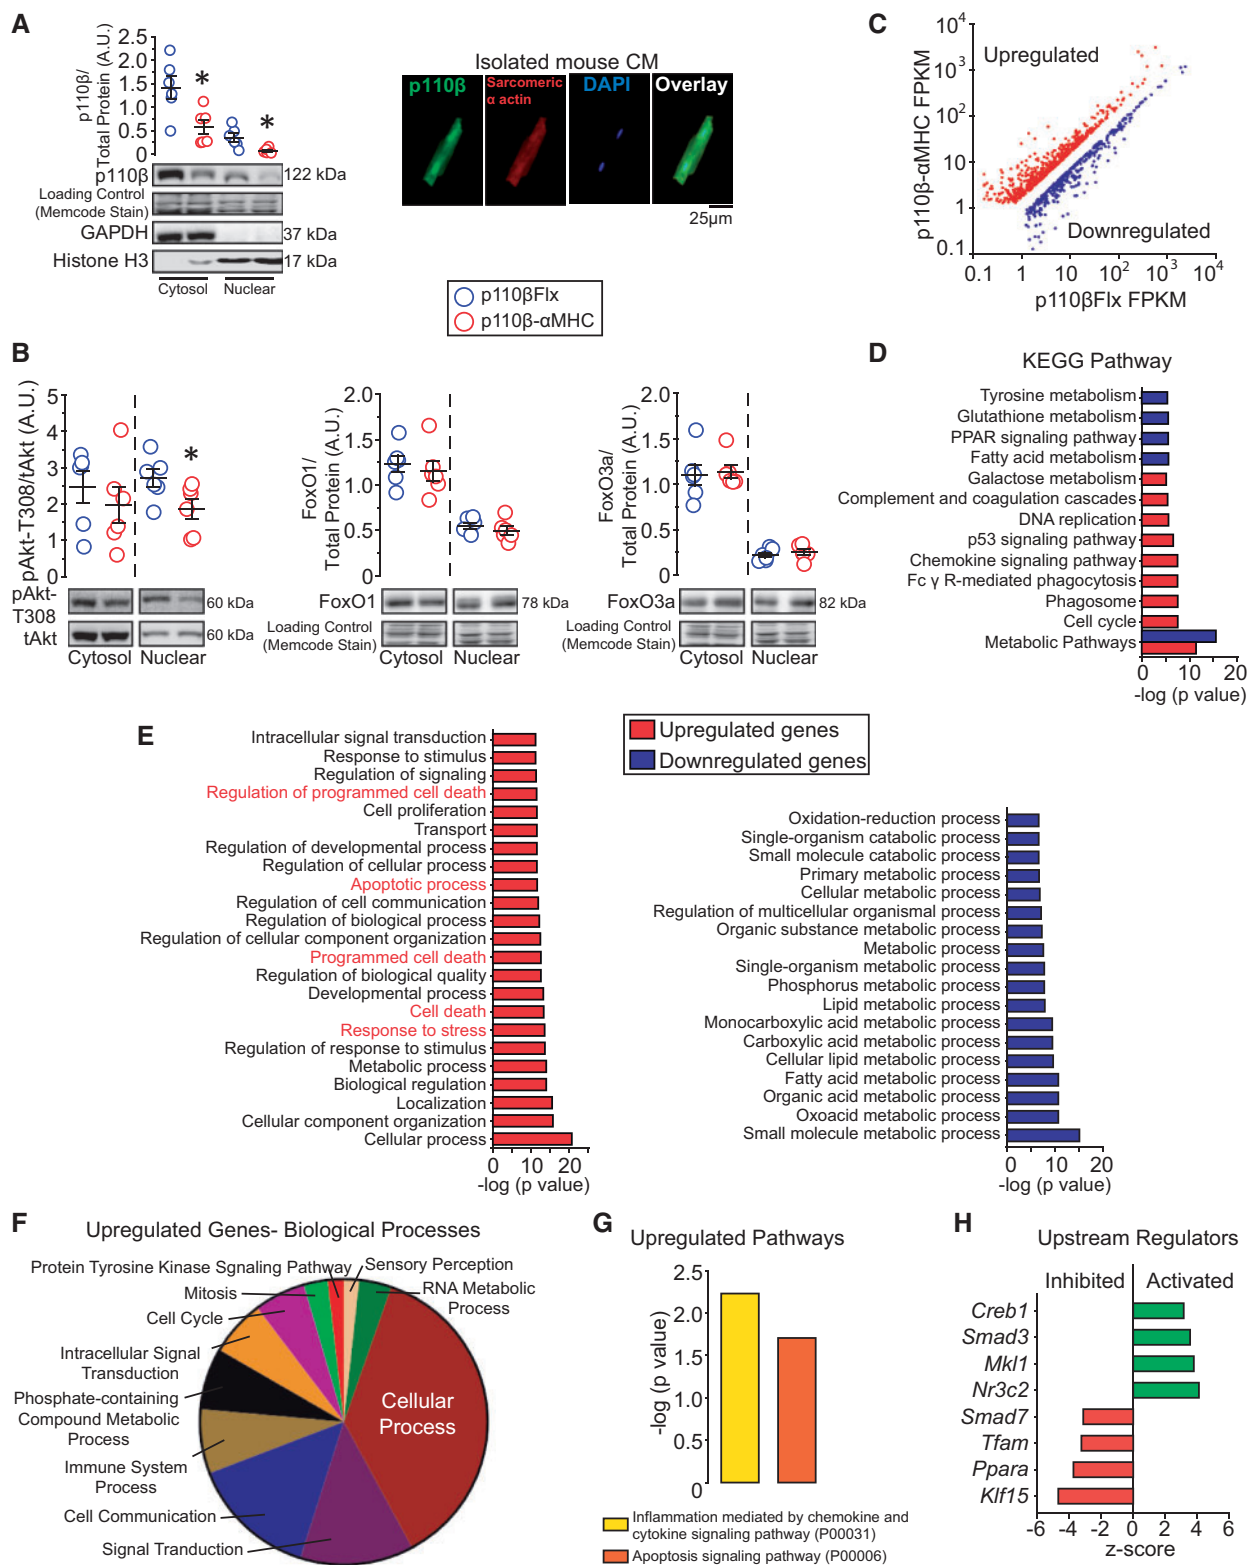 A
p110β/
Total Protein (A.U.)
2.5
2.0
1.5
1.0
0.5
0
*
*
p110β
122 kDa
Loading Control
(Memcode Stain)
GAPDH
37 kDa
Histone H3
17 kDa
Cytosol
Nuclear
Isolated mouse CM
p110β
Sarcomeric
α actin
DAPI
Overlay
25μm
p110βFlx
p110β-αMHC
C
p110β-αMHC FPKM
10^4
10^3
10^2
10
1
0.1
Upregulated
Downregulated
0.1 1 10 10^2 10^3 10^4
p110βFlx FPKM
B
pAkt-T308/tAkt (A.U.)
5
4
3
2
1
0
*
pAkt-
T308
60 kDa
tAkt
60 kDa
Cytosol Nuclear
FoxO1/
Total Protein (A.U.)
2.0
1.5
1.0
0.5
0
FoxO1
78 kDa
Loading Control
(Memcode Stain)
Cytosol Nuclear
FoxO3a/
Total Protein (A.U.)
2.0
1.5
1.0
0.5
0
FoxO3a
82 kDa
Loading Control
(Memcode Stain)
Cytosol Nuclear
D
KEGG Pathway
Tyrosine metabolism
Glutathione metabolism
PPAR signaling pathway
Fatty acid metabolism
Galactose metabolism
Complement and coagulation cascades
DNA replication
p53 signaling pathway
Chemokine signaling pathway
Fc γ R-mediated phagocytosis
Phagosome
Cell cycle
Metabolic Pathways
0 10 20
-log (p value)
Upregulated genes
Downregulated genes
E
Intracellular signal transduction
Response to stimulus
Regulation of signaling
Regulation of programmed cell death
Cell proliferation
Transport
Regulation of developmental process
Regulation of cellular process
Apoptotic process
Regulation of cell communication
Regulation of biological process
Regulation of cellular component organization
Programmed cell death
Regulation of biological quality
Developmental process
Cell death
Response to stress
Regulation of response to stimulus
Metabolic process
Biological regulation
Localization
Cellular component organization
Cellular process
0 10 20
-log (p value)
Oxidation-reduction process
Single-organism catabolic process
Small molecule catabolic process
Primary metabolic process
Cellular metabolic process
Regulation of multicellular organismal process
Organic substance metabolic process
Metabolic process
Single-organism metabolic process
Phosphorus metabolic process
Lipid metabolic process
Monocarboxylic acid metabolic process
Carboxylic acid metabolic process
Cellular lipid metabolic process
Fatty acid metabolic process
Organic acid metabolic process
Oxoacid metabolic process
Small molecule metabolic process
0 10 20
-log (p value)
F
Upregulated Genes- Biological Processes
Protein Tyrosine Kinase Sgnaling Pathway
Sensory Perception
Mitosis
RNA Metabolic
Process
Cell Cycle
Intracellular Signal
Transduction
Phosphate-containing
Compound Metabolic
Process
Immune System
Process
Cell Communication
Signal Tranduction
Cellular
Process
G
Upregulated Pathways
-log (p value)
2.5
2.0
1.5
1.0
0.5
0
Inflammation mediated by chemokine and
cytokine signaling pathway (P00031)
Apoptosis signaling pathway (P00006)
H
Upstream Regulators
Inhibited
Activated
Creb1
Smad3
Mkl1
Nr3c2
Smad7
Tfam
Ppara
Klf15
-6 -4 -2 0 2 4 6
z-score